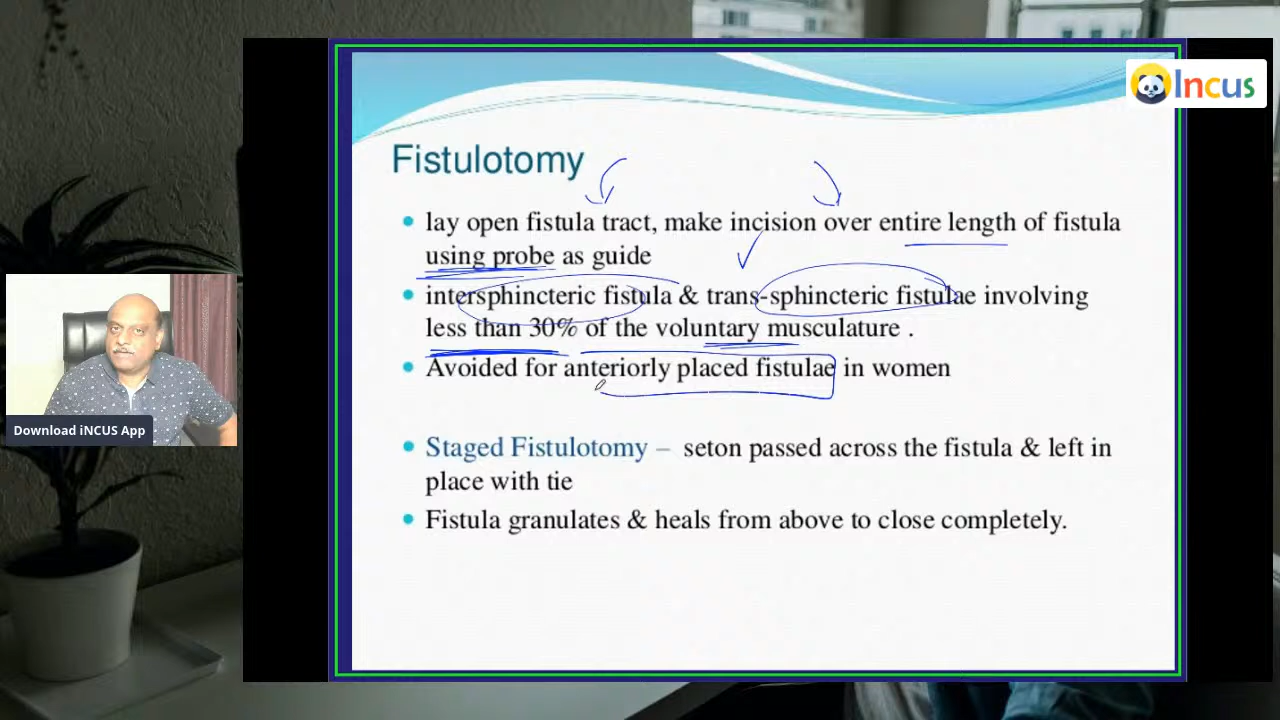 Incus
Fistulotomy
lay open fistula tract, make incision over entire length of fistula
using probe as guide
intersphincteric fistula & trans-sphincteric fistulae involving
less than 30% of the voluntary musculature .
Avoided for anteriorly placed fistulae in women
Staged Fistulotomy – seton passed across the fistula & left in
place with tie
Fistula granulates & heals from above to close completely.
Download iNCUS App